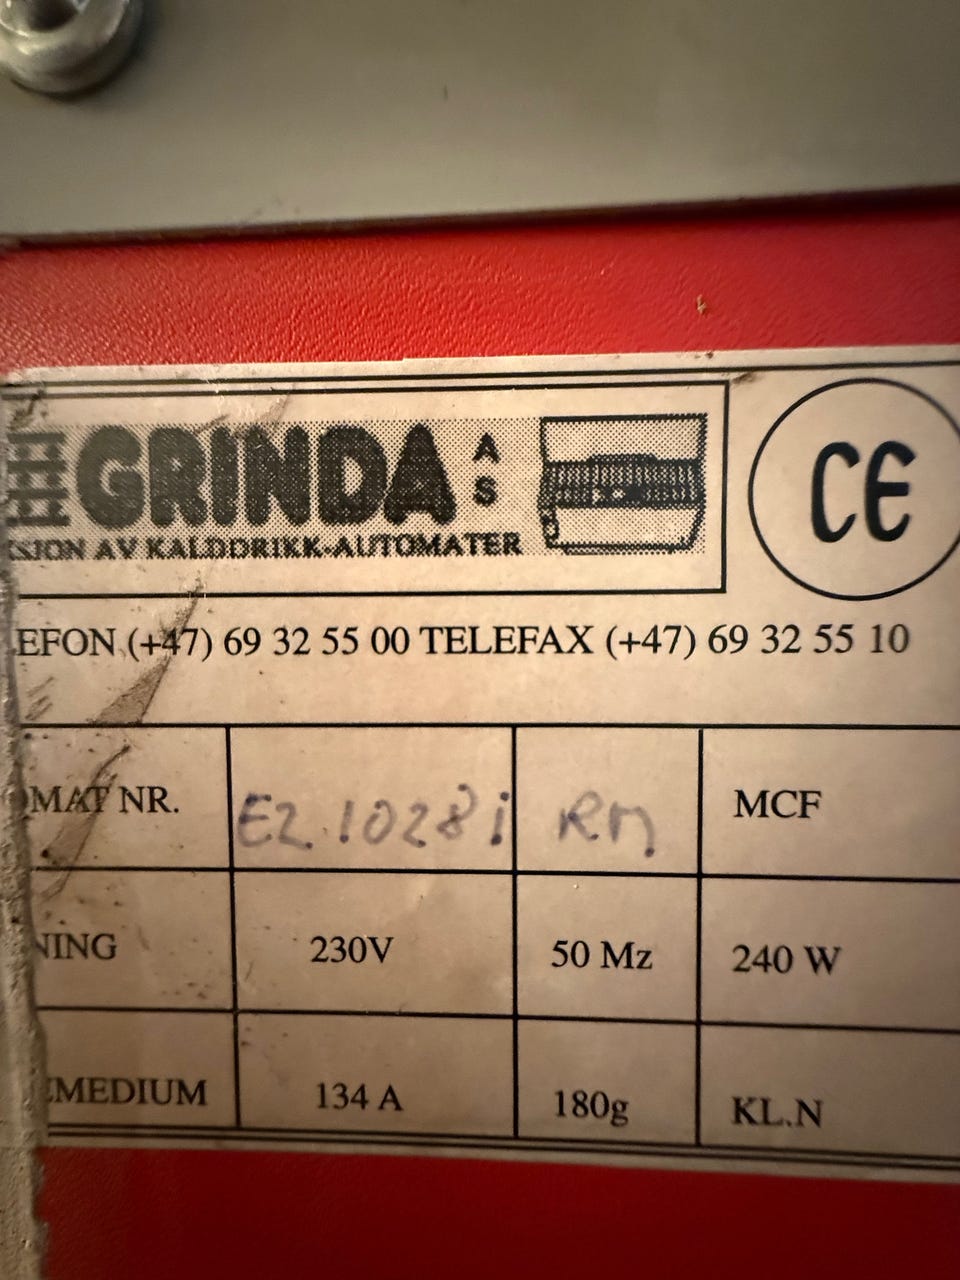 GRINDA AS
SJON AV KALDDRIKK-AUTOMATER
CE
EFON (+47) 69 32 55 00 TELEFAX (+47) 69 32 55 10
OMAT NR. EZ.10281 RM MCF
NING 230V 50 Mz 240 W
EMEDIUM 134 A 180g KL.N